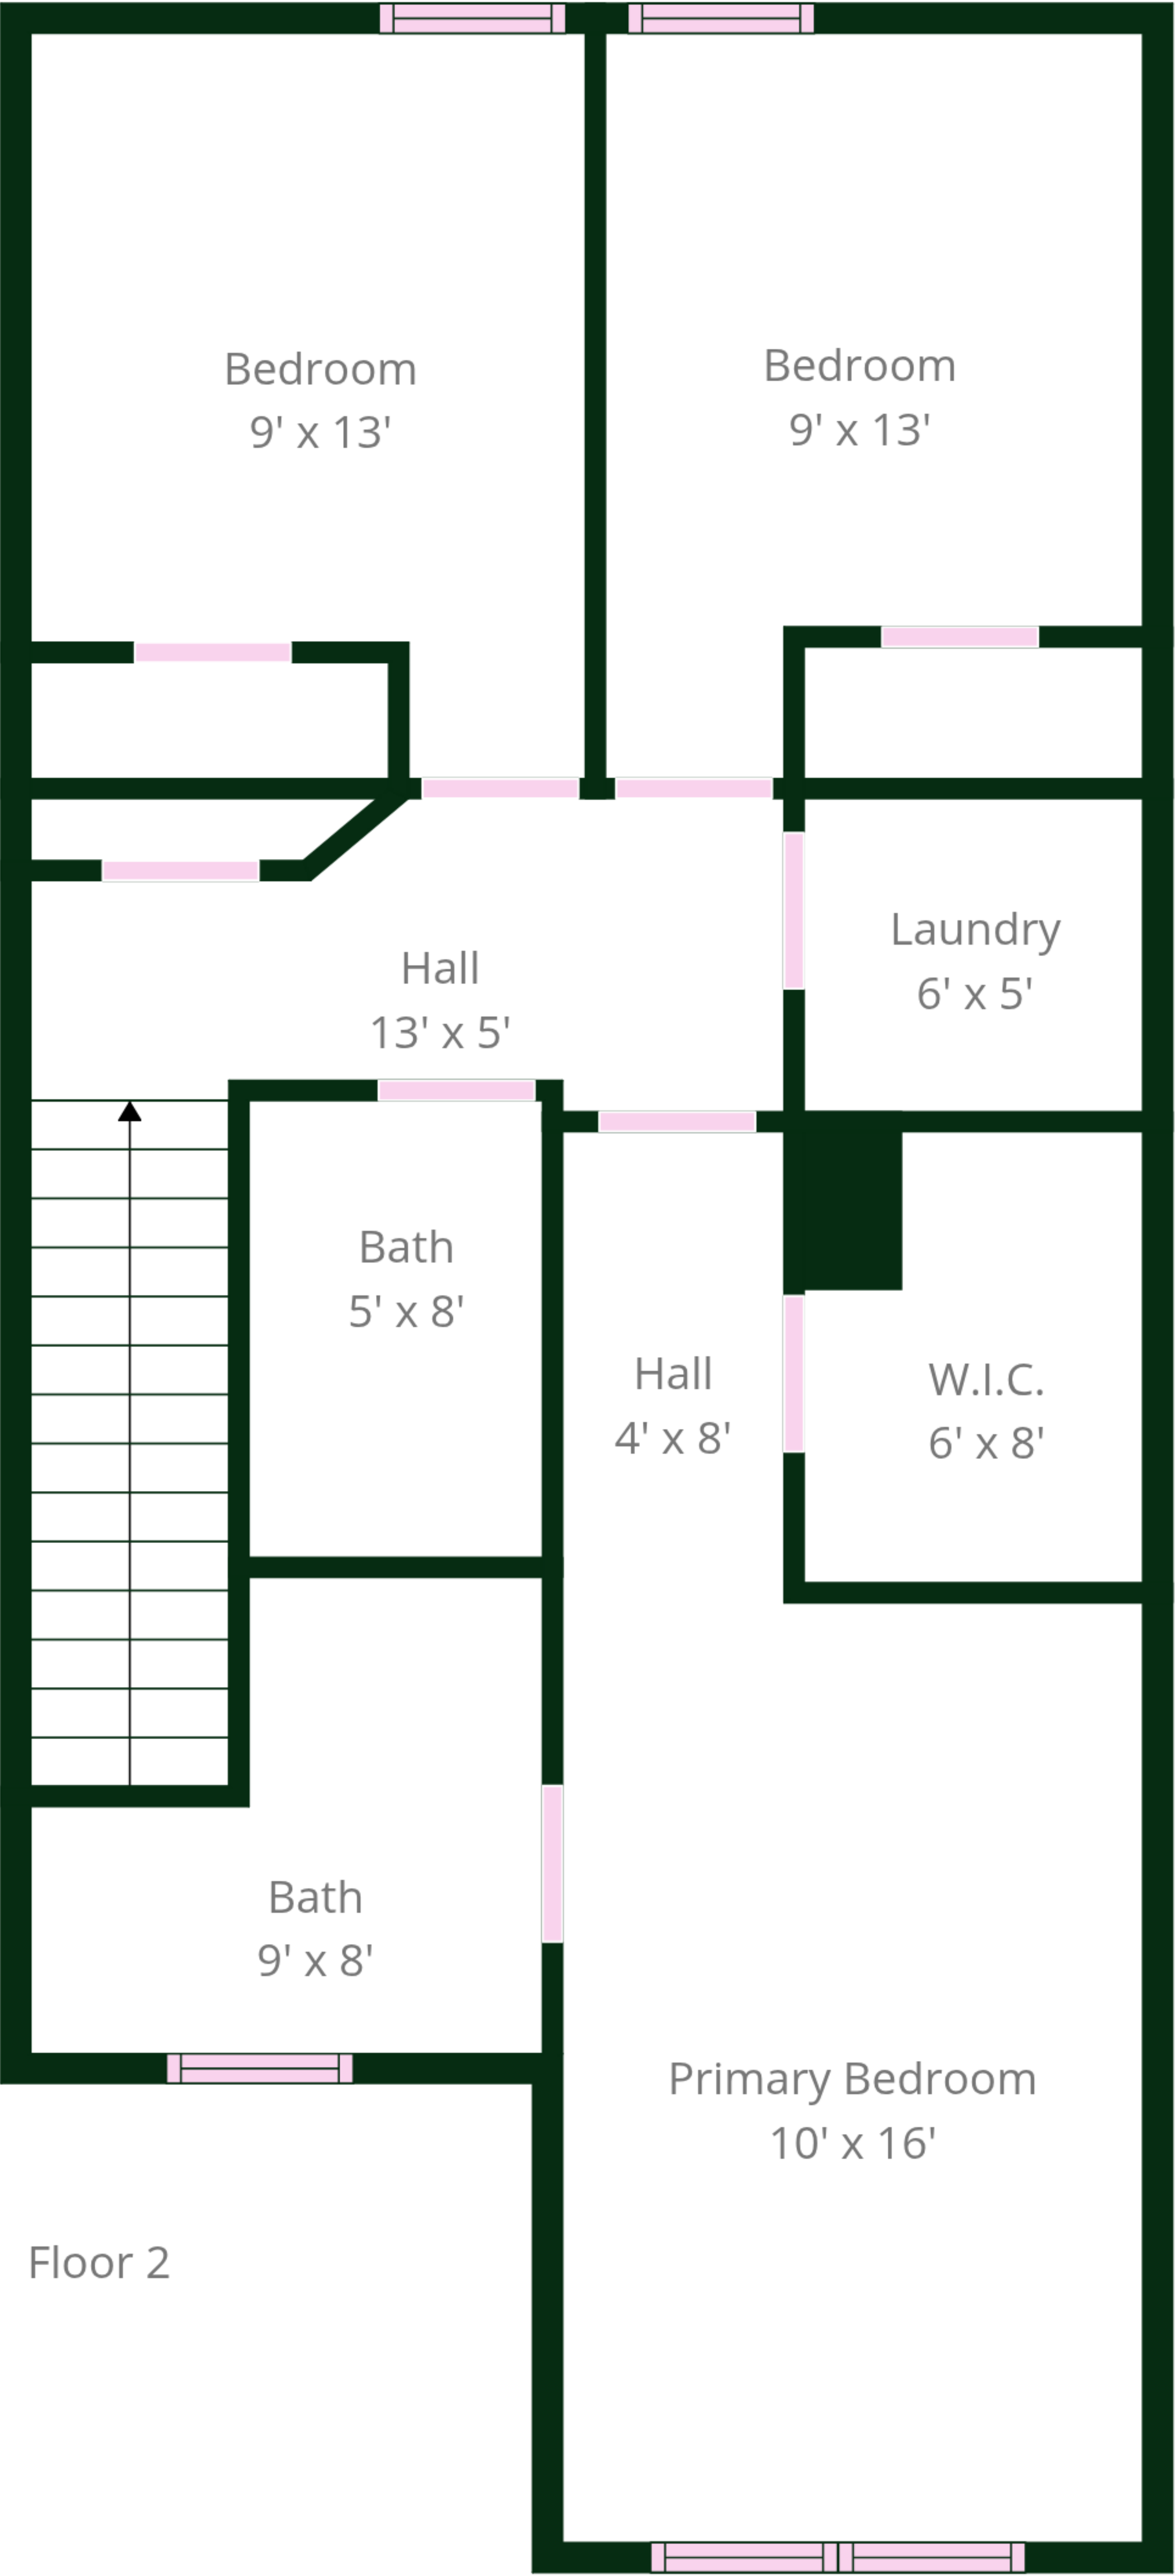 Bedroom
9' x 13'
Bedroom
9' x 13'
Hall
13' x 5'
Laundry
6' x 5'
Bath
5' x 8'
Hall
4' x 8'
W.I.C.
6' x 8'
Bath
9' x 8'
Primary Bedroom
10' x 16'
Floor 2